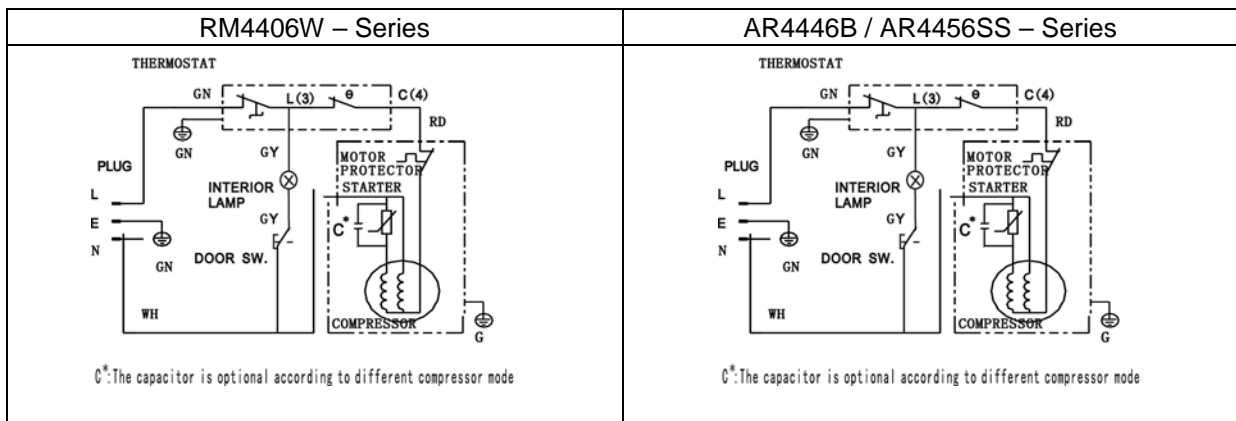 RM4406W – Series
THERMOSTAT
GN
L(3)
θ
C(4)
RD
GN
GY
MOTOR
PROTECTOR
PLUG
STARTER
INTERIOR
LAMP
L
E
GY
C*
N
GN
DOOR SW.
WH
COMPRESSOR
G
C*:The capacitor is optional according to different compressor mode
AR4446B / AR4456SS – Series
THERMOSTAT
GN
L(3)
θ
C(4)
RD
GN
GY
MOTOR
PROTECTOR
PLUG
STARTER
INTERIOR
LAMP
L
E
GY
C*
N
GN
DOOR SW.
WH
COMPRESSOR
G
C*:The capacitor is optional according to different compressor mode